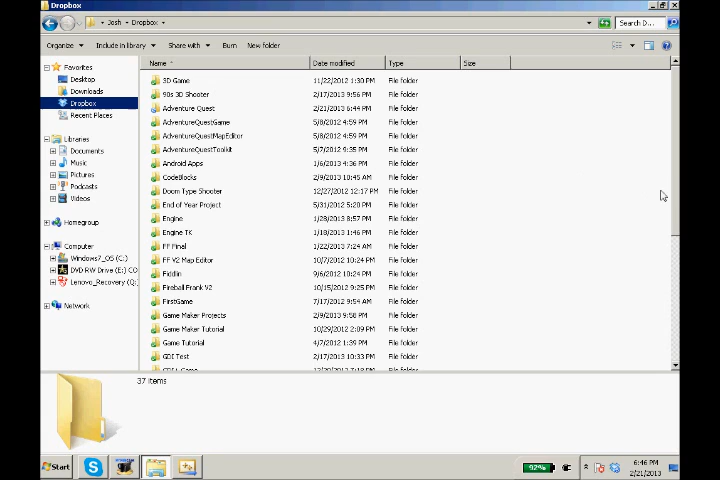 Dropbox
Josh Dropbox
Search D...
Organize Include in library Share with Burn New folder
Name Date modified Type Size
Favorites
Desktop
Downloads
Dropbox
Recent Places
Libraries
Documents
Music
Pictures
Podcasts
Videos
Homegroup
Computer
Windows7_OS (C:)
DVD RW Drive (E:) CO
Lenovo_Recovery (Q:
Network
3D Game 11/22/2012 1:30 PM File folder
90s 3D Shooter 2/17/2013 9:56 PM File folder
Adventure Quest 2/21/2013 6:44 PM File folder
AdventureQuestGame 5/8/2012 4:59 PM File folder
AdventureQuestMapEditor 5/8/2012 4:59 PM File folder
AdventureQuestToolkit 5/7/2012 9:35 PM File folder
Android Apps 1/6/2013 4:36 PM File folder
CodeBlocks 2/9/2013 10:45 AM File folder
Doom Type Shooter 12/27/2012 12:17 PM File folder
End of Year Project 5/31/2012 5:20 PM File folder
Engine 1/28/2013 8:57 PM File folder
Engine TK 1/18/2013 1:46 PM File folder
FF Final 1/22/2013 7:24 AM File folder
FF V2 Map Editor 10/7/2012 10:24 PM File folder
Fiddlin 9/6/2012 10:24 PM File folder
Fireball Frank V2 10/15/2012 9:25 PM File folder
FirstGame 7/17/2012 9:54 AM File folder
Game Maker Projects 2/9/2013 9:58 PM File folder
Game Maker Tutorial 10/29/2012 2:09 PM File folder
Game Tutorial 4/7/2012 1:39 PM File folder
GDI Test 2/17/2013 10:33 PM File folder
37 items
Start
92%
6:46 PM
2/21/2013